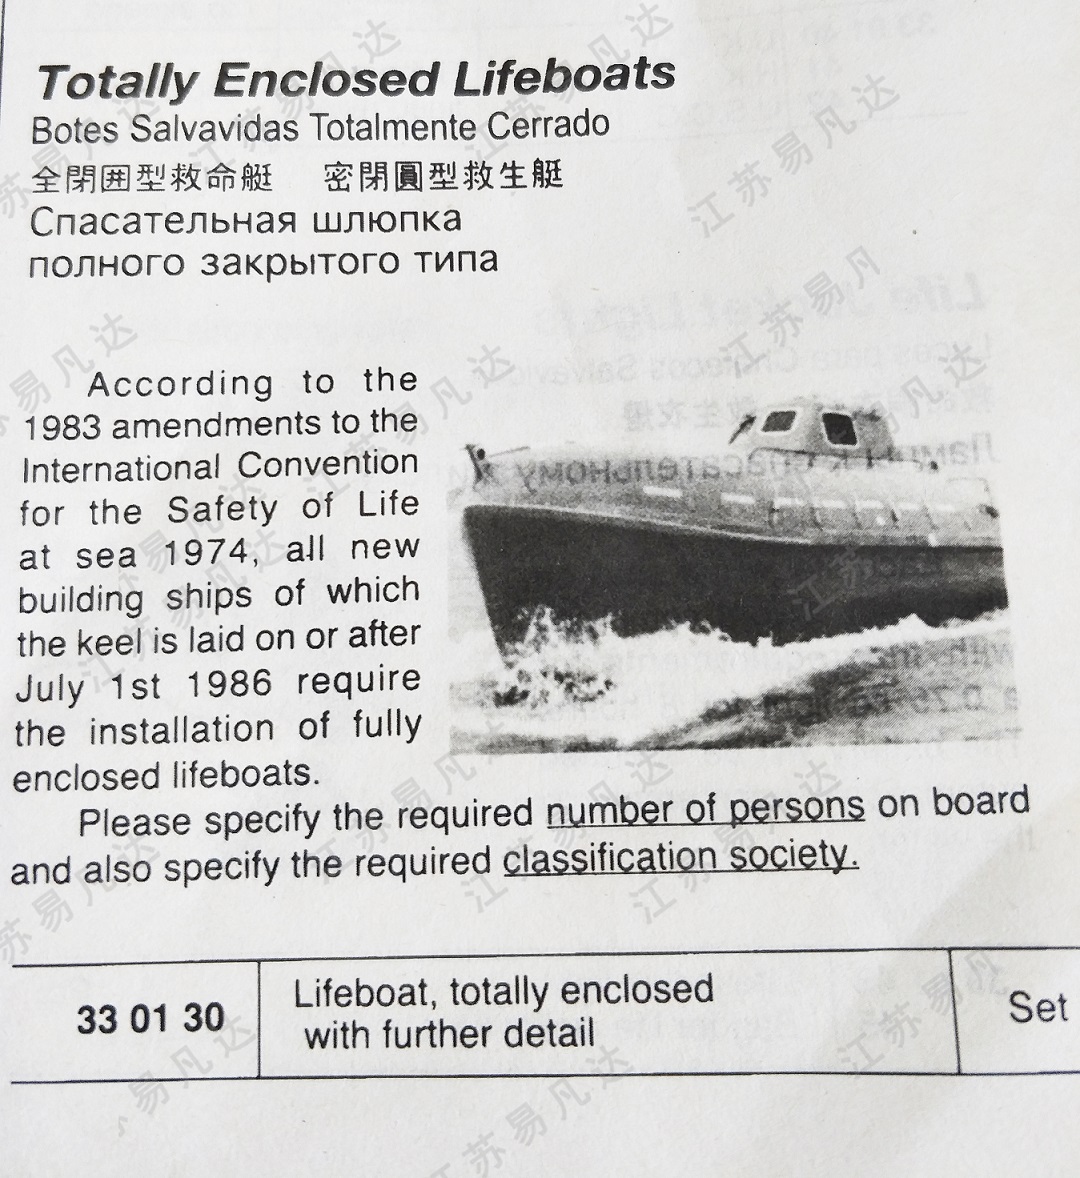 Totally Enclosed Lifeboats
Botes Salvavidas Totalmente Cerrado
全閉囲型救命艇 密閉圓型救生艇
Спасательная шлюпка
полного закрытого типа
According to the
1983 amendments to the
International Convention
for the Safety of Life
at sea 1974, all new
building ships of which
the keel is laid on or after
July 1st 1986 require
the installation of fully
enclosed lifeboats.
Please specify the required number of persons on board
and also specify the required classification society.
33 01 30 Lifeboat, totally enclosed Set
with further detail
江苏易凡达